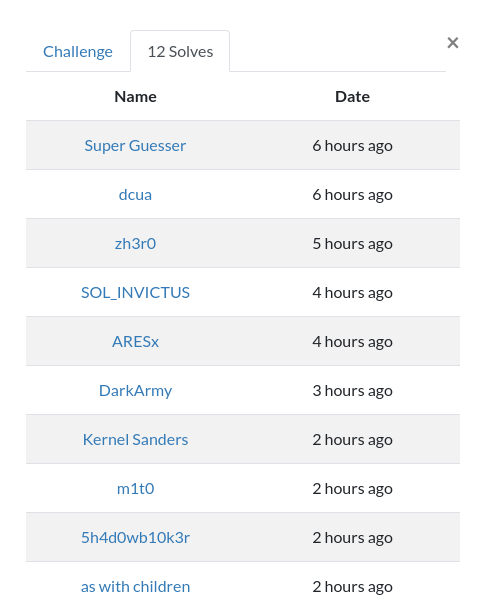 Challenge 12 Solves ×
Name Date
Super Guesser 6 hours ago
dcua 6 hours ago
zh3r0 5 hours ago
SOL_INVICTUS 4 hours ago
ARESx 4 hours ago
DarkArmy 3 hours ago
Kernel Sanders 2 hours ago
m1t0 2 hours ago
5h4d0wb10k3r 2 hours ago
as with children 2 hours ago